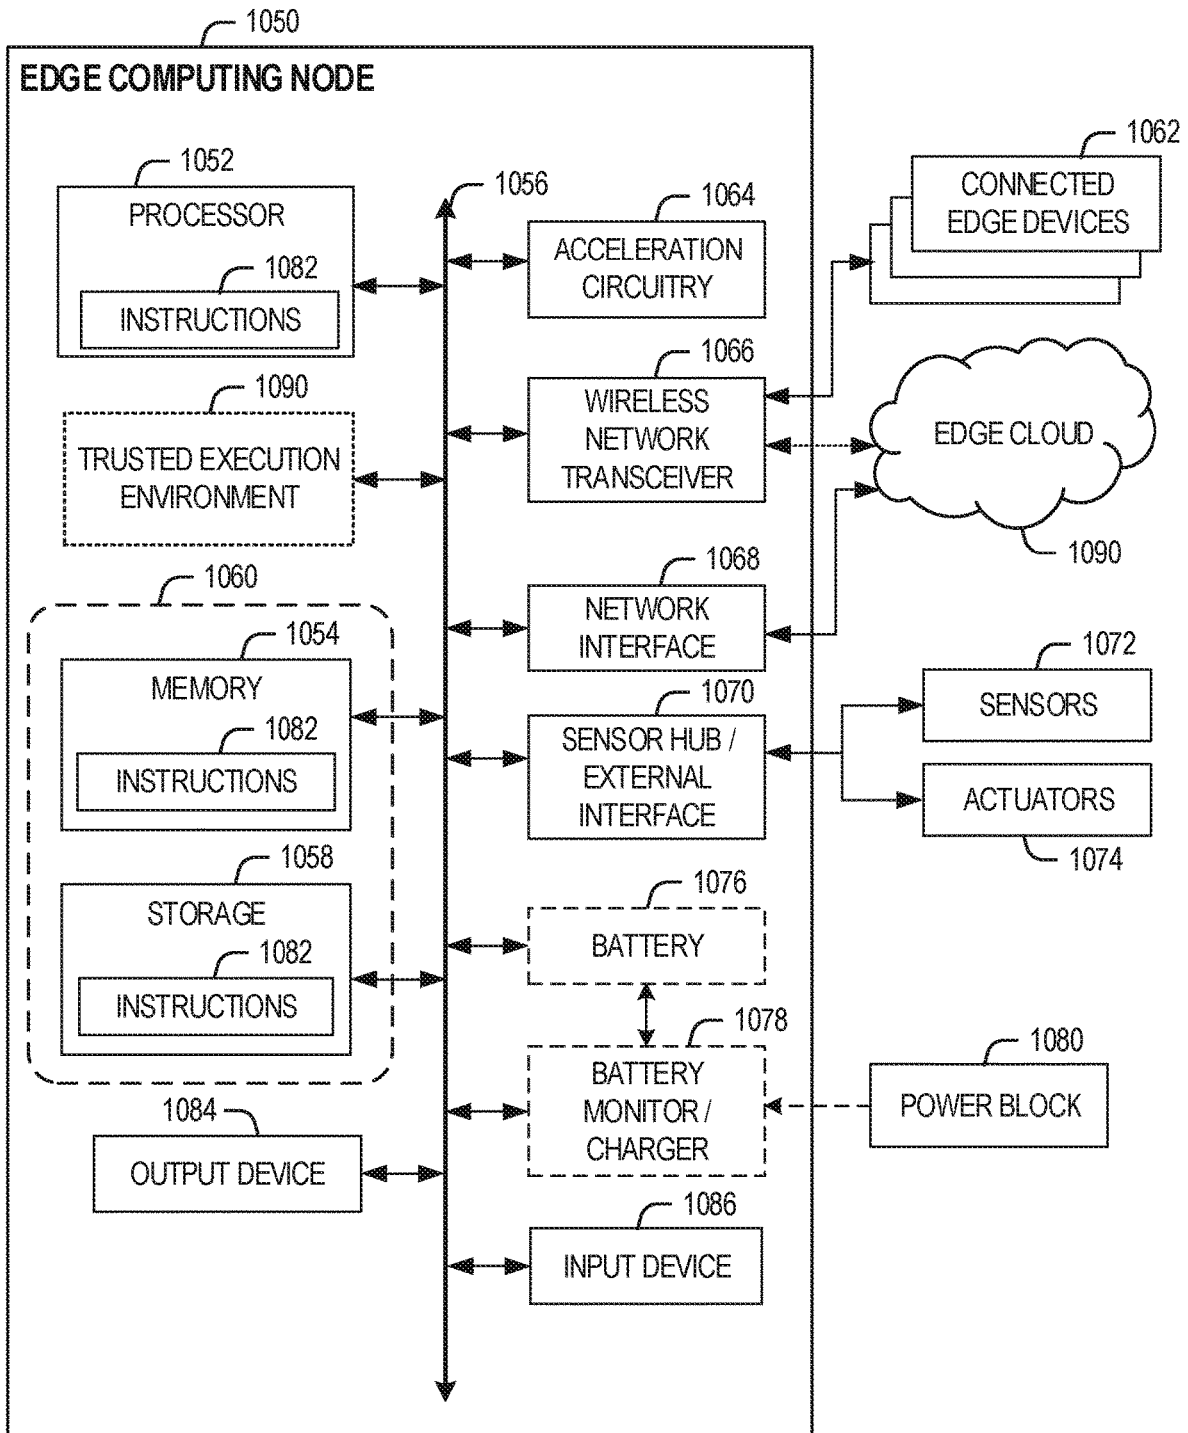 1050
EDGE COMPUTING NODE
1052
PROCESSOR
1082
INSTRUCTIONS
1090
TRUSTED EXECUTION
ENVIRONMENT
1060
1054
MEMORY
1082
INSTRUCTIONS
1058
STORAGE
1082
INSTRUCTIONS
1084
OUTPUT DEVICE
1056
1064
ACCELERATION
CIRCUITRY
1066
WIRELESS
NETWORK
TRANSCEIVER
1068
NETWORK
INTERFACE
1070
SENSOR HUB /
EXTERNAL
INTERFACE
1076
BATTERY
1078
BATTERY
MONITOR /
CHARGER
1086
INPUT DEVICE
1062
CONNECTED
EDGE DEVICES
EDGE CLOUD
1090
1072
SENSORS
ACTUATORS
1074
1080
POWER BLOCK